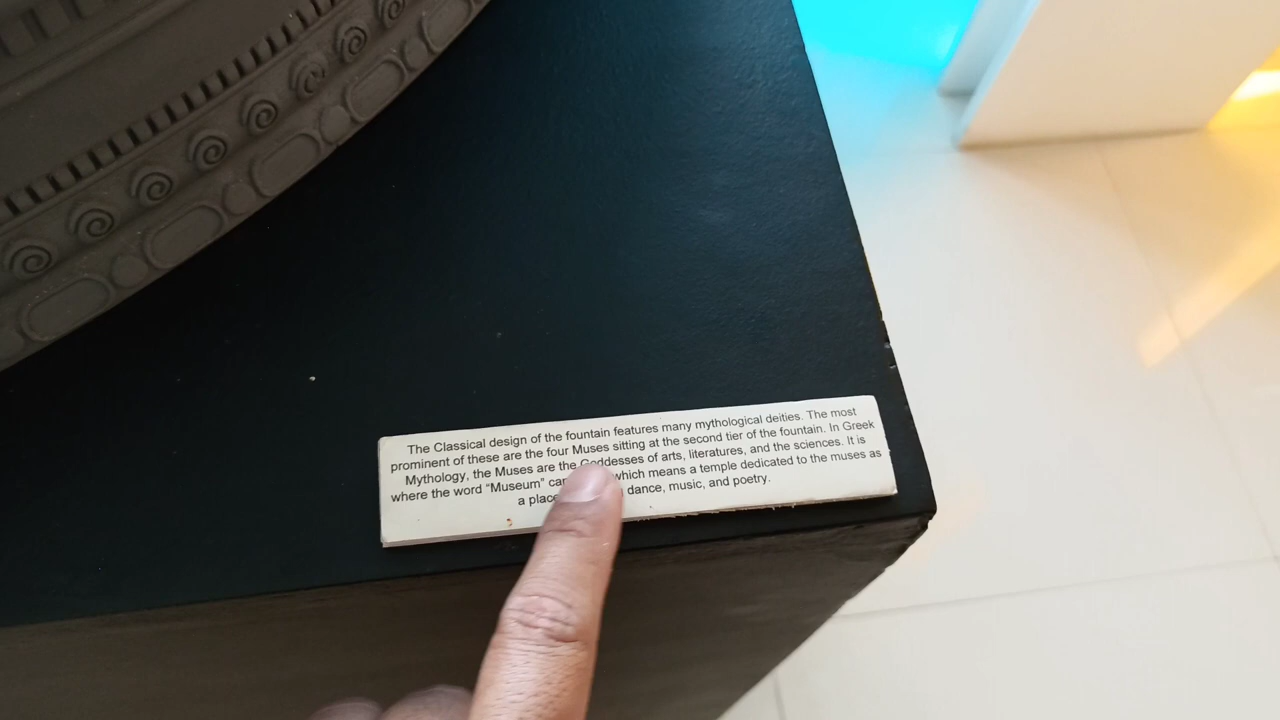 The Classical design of the fountain features many mythological deities. The most
prominent of these are the four Muses sitting at the second tier of the fountain. In Greek
Mythology, the Muses are the Goddesses of arts, literatures, and the sciences. It is
where the word “Museum” which means a temple dedicated to the muses as
a place dance, music, and poetry.